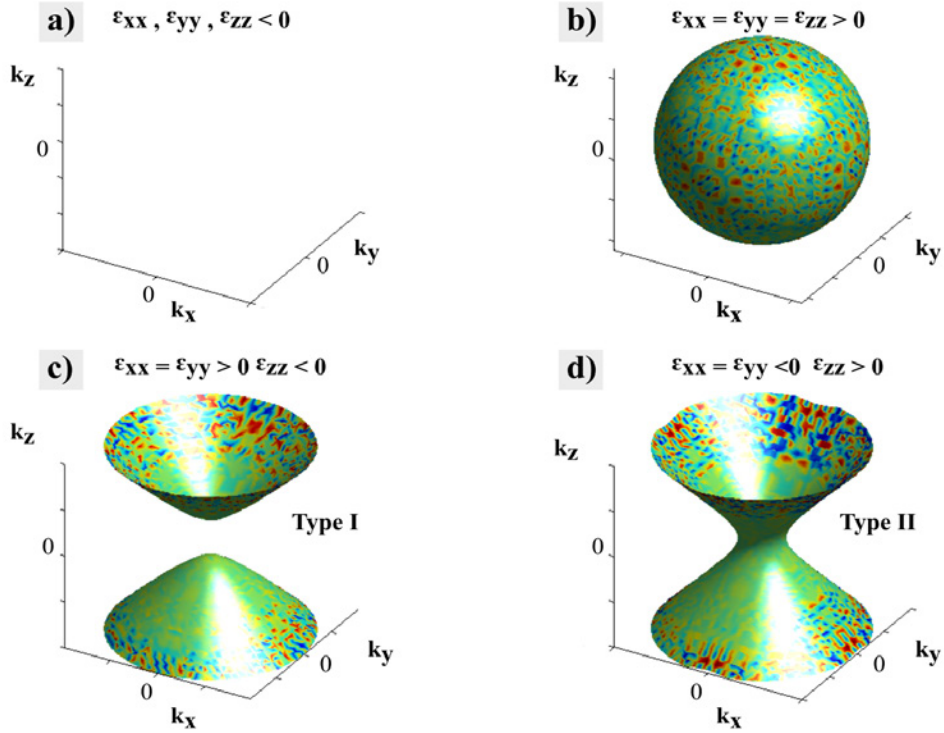 a) εxx , εyy , εzz < 0
kz
0
0
kx
0
ky
b) εxx = εyy = εzz > 0
kz
0
0
kx
0
ky
c) εxx = εyy > 0 εzz < 0
kz
Type I
0
0
kx
0
ky
d) εxx = εyy <0 εzz > 0
kz
Type II
0
0
kx
0
ky